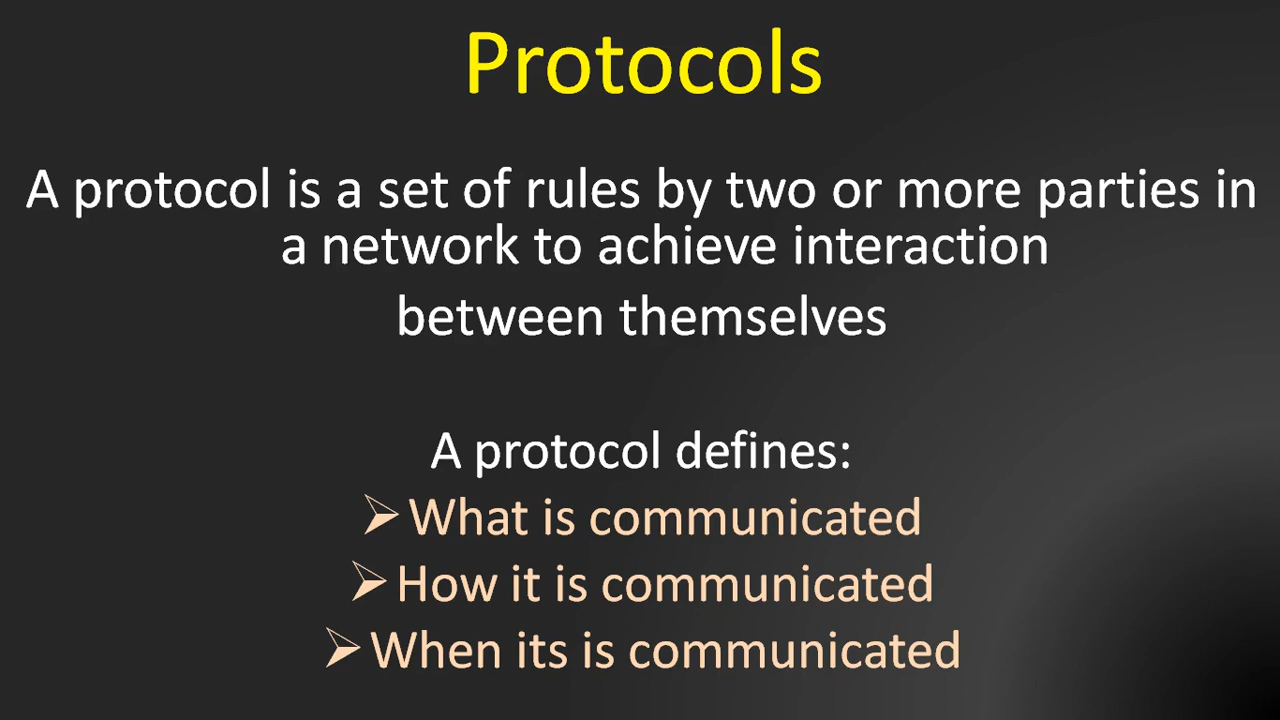 Protocols
A protocol is a set of rules by two or more parties in
a network to achieve interaction
between themselves
A protocol defines:
➢What is communicated
➢How it is communicated
➢When its is communicated